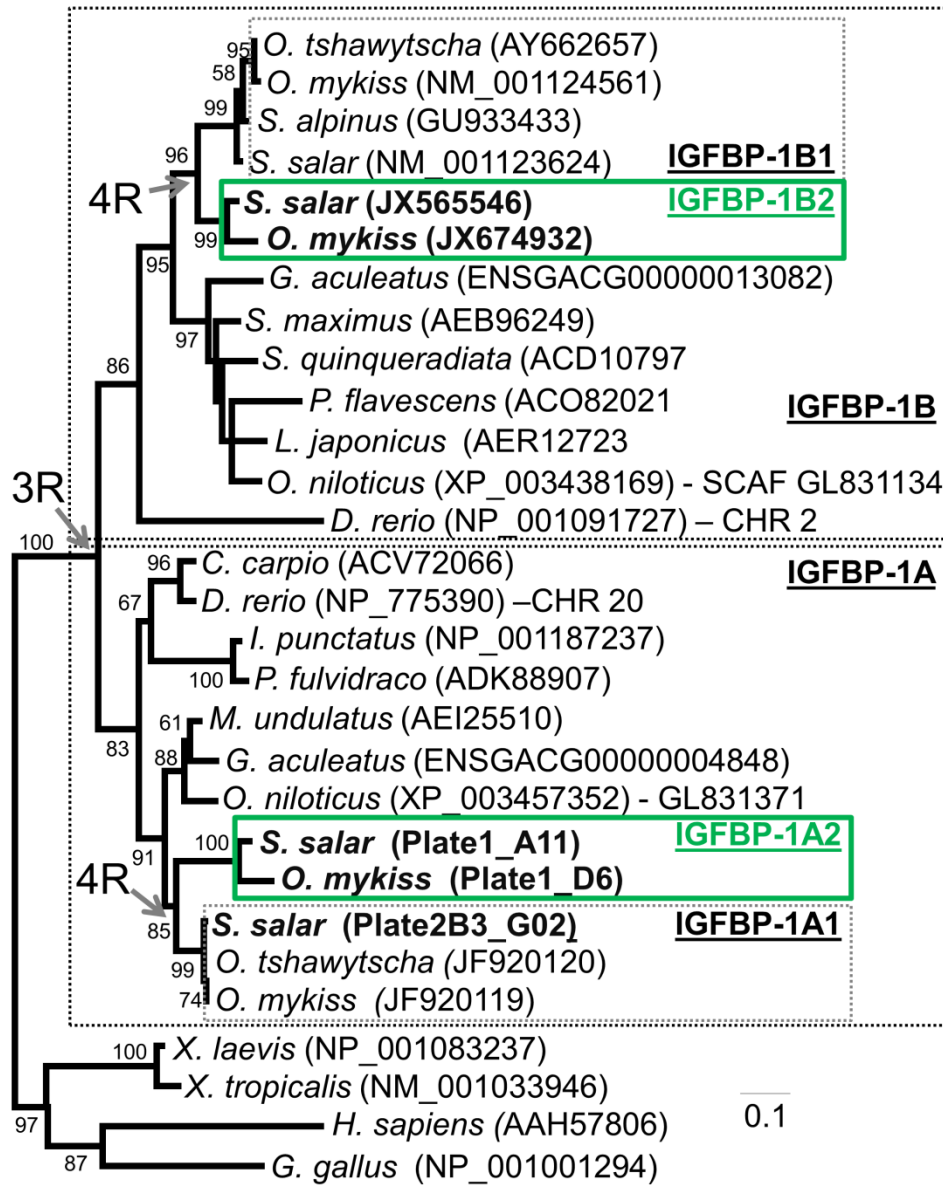 95
O. tshawytscha (AY662657)
58
O. mykiss (NM_001124561)
99
S. alpinus (GU933433)
96
S. salar (NM_001123624)
IGFBP-1B1
4R
S. salar (JX565546)
IGFBP-1B2
99
O. mykiss (JX674932)
95
G. aculeatus (ENSGACG00000013082)
97
S. maximus (AEB96249)
86
S. quinqueradiata (ACD10797
P. flavescens (ACO82021
IGFBP-1B
L. japonicus (AER12723
3R
O. niloticus (XP_003438169) - SCAF GL831134
D. rerio (NP_001091727) – CHR 2
100
96
C. carpio (ACV72066)
IGFBP-1A
67
D. rerio (NP_775390) –CHR 20
I. punctatus (NP_001187237)
100
P. fulvidraco (ADK88907)
83
61
M. undulatus (AEI25510)
88
G. aculeatus (ENSGACG00000004848)
O. niloticus (XP_003457352) - GL831371
91
100
S. salar (Plate1_A11)
IGFBP-1A2
4R
O. mykiss (Plate1_D6)
85
S. salar (Plate2B3_G02)
IGFBP-1A1
99
O. tshawytscha (JF920120)
74
O. mykiss (JF920119)
100
X. laevis (NP_001083237)
X. tropicalis (NM_001033946)
0.1
97
H. sapiens (AAH57806)
87
G. gallus (NP_001001294)